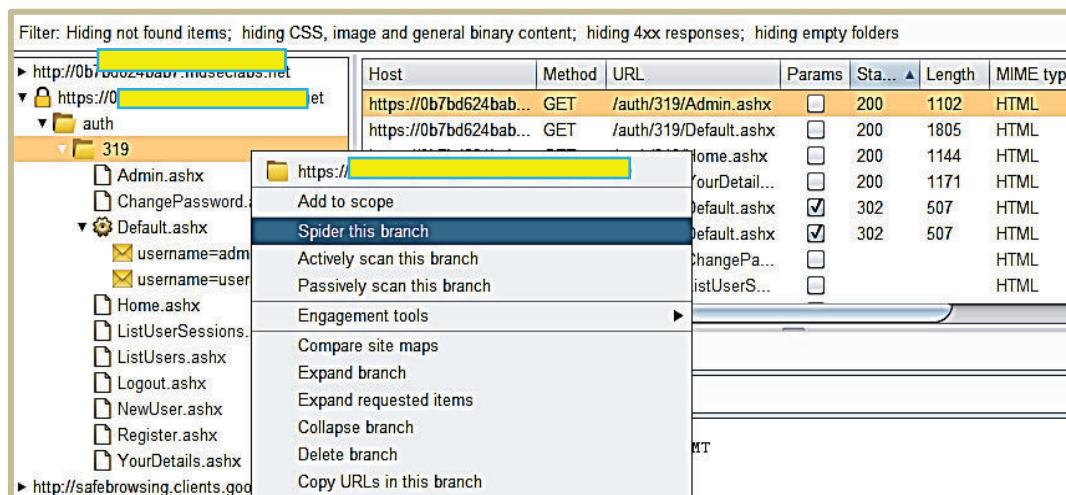 Filter: Hiding not found items; hiding CSS, image and general binary content; hiding 4xx responses; hiding empty folders
http://0b7bd624bab7.mdseclabs.net
https://0 et
auth
319
Admin.ashx
ChangePassword.
Default.ashx
username=adm
username=user
Home.ashx
ListUserSessions.
ListUsers.ashx
Logout.ashx
NewUser.ashx
Register.ashx
YourDetails.ashx
http://safebrowsing.clients.goo
Host Method URL Params Sta... Length MIME typ
https://0b7bd624bab... GET /auth/319/Admin.ashx 200 1102 HTML
https://0b7bd624bab... GET /auth/319/Default.ashx 200 1805 HTML
Home.ashx 200 1144 HTML
YourDetail... 200 1171 HTML
Default.ashx 302 507 HTML
Default.ashx 302 507 HTML
ChangePa... HTML
ListUserS... HTML
https://
Add to scope
Spider this branch
Actively scan this branch
Passively scan this branch
Engagement tools
Compare site maps
Expand branch
Expand requested items
Collapse branch
Delete branch
Copy URLs in this branch
MT